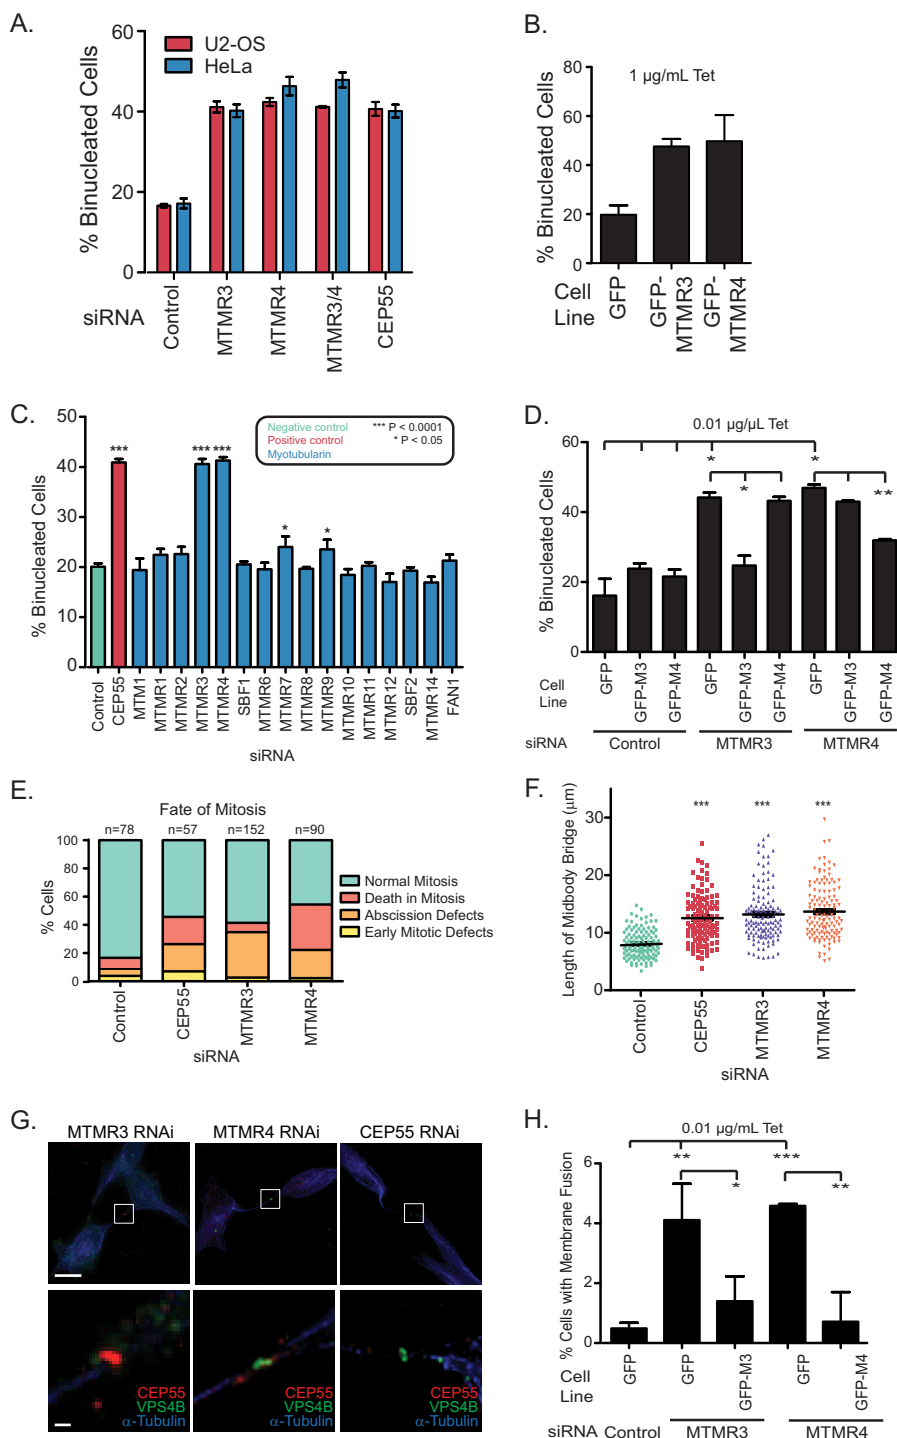 A.
60
40
20
0
% Binucleated Cells
U2-OS
HeLa
siRNA
Control
MTMR3
MTMR4
MTMR3/4
CEP55
B.
80
60
40
20
0
% Binucleated Cells
1 μg/mL Tet
Cell
Line
GFP
GFP-
MTMR3
GFP-
MTMR4
C.
50
40
30
20
10
0
% Binucleated Cells
Negative control
*** P < 0.0001
Positive control
* P < 0.05
Myotubularin
***
***
***
*
*
Control
CEP55
MTM1
MTMR1
MTMR2
MTMR3
MTMR4
SBF1
MTMR6
MTMR7
MTMR8
MTMR9
MTMR10
MTMR11
MTMR12
SBF2
MTMR14
FAN1
siRNA
D.
0.01 μg/μL Tet
60
40
20
0
% Binucleated Cells
*
*
*
**
Cell
Line
GFP
GFP-M3
GFP-M4
GFP
GFP-M3
GFP-M4
GFP
GFP-M3
GFP-M4
siRNA
Control
MTMR3
MTMR4
E.
Fate of Mitosis
n=78
n=57
n=152
n=90
100
80
60
40
20
0
% Cells
Normal Mitosis
Death in Mitosis
Abscission Defects
Early Mitotic Defects
Control
CEP55
MTMR3
MTMR4
siRNA
F.
30
20
10
0
Length of Midbody Bridge (μm)
***
***
***
Control
CEP55
MTMR3
MTMR4
siRNA
G.
MTMR3 RNAi
MTMR4 RNAi
CEP55 RNAi
CEP55
VPS4B
α-Tubulin
CEP55
VPS4B
α-Tubulin
CEP55
VPS4B
α-Tubulin
H.
0.01 μg/mL Tet
6
4
2
0
% Cells with Membrane Fusion
**
*
***
**
Cell
Line
GFP
GFP
GFP-M3
GFP
GFP-M4
siRNA
Control
MTMR3
MTMR4